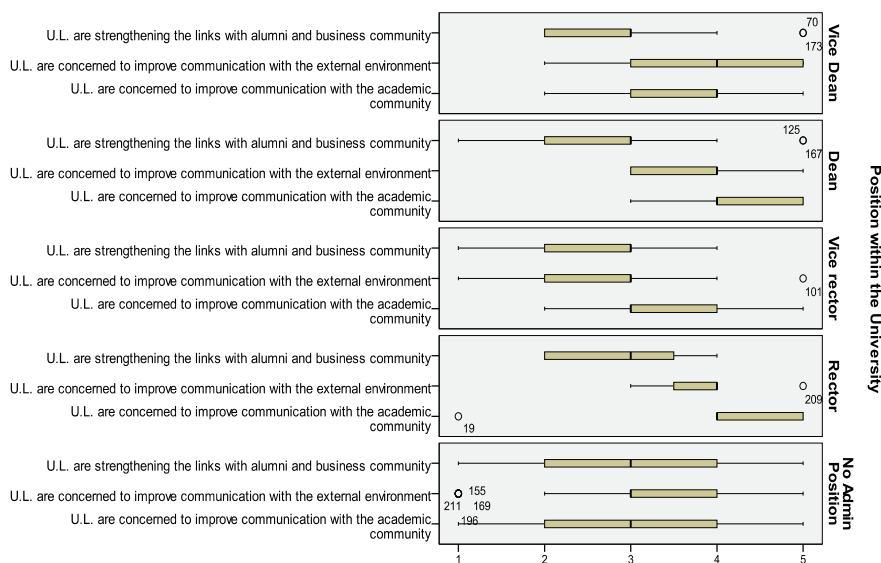 70
U.L. are strengthening the links with alumni and business community
173
U.L. are concerned to improve communication with the external environment
U.L. are concerned to improve communication with the academic
community
Vice Dean
125
U.L. are strengthening the links with alumni and business community
167
U.L. are concerned to improve communication with the external environment
U.L. are concerned to improve communication with the academic
community
Dean
U.L. are strengthening the links with alumni and business community
U.L. are concerned to improve communication with the external environment
101
U.L. are concerned to improve communication with the academic
community
Vice rector
U.L. are strengthening the links with alumni and business community
U.L. are concerned to improve communication with the external environment
209
U.L. are concerned to improve communication with the academic
community
19
Rector
U.L. are strengthening the links with alumni and business community
U.L. are concerned to improve communication with the external environment
155
211 169
196
U.L. are concerned to improve communication with the academic
community
No Admin
Position
Position within the University
1 2 3 4 5